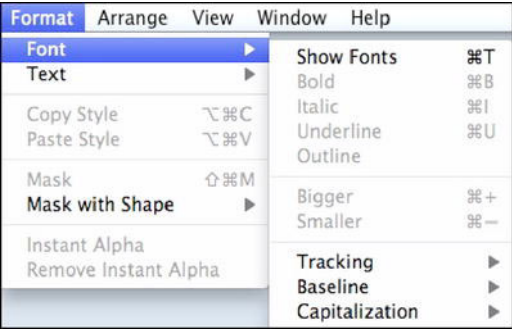 Format Arrange View Window Help
Font
Text
Copy Style ⌥⌘C
Paste Style ⌥⌘V
Mask ⇧⌘M
Mask with Shape
Instant Alpha
Remove Instant Alpha
Show Fonts ⌘T
Bold ⌘B
Italic ⌘I
Underline ⌘U
Outline
Bigger ⌘+
Smaller ⌘—
Tracking
Baseline
Capitalization